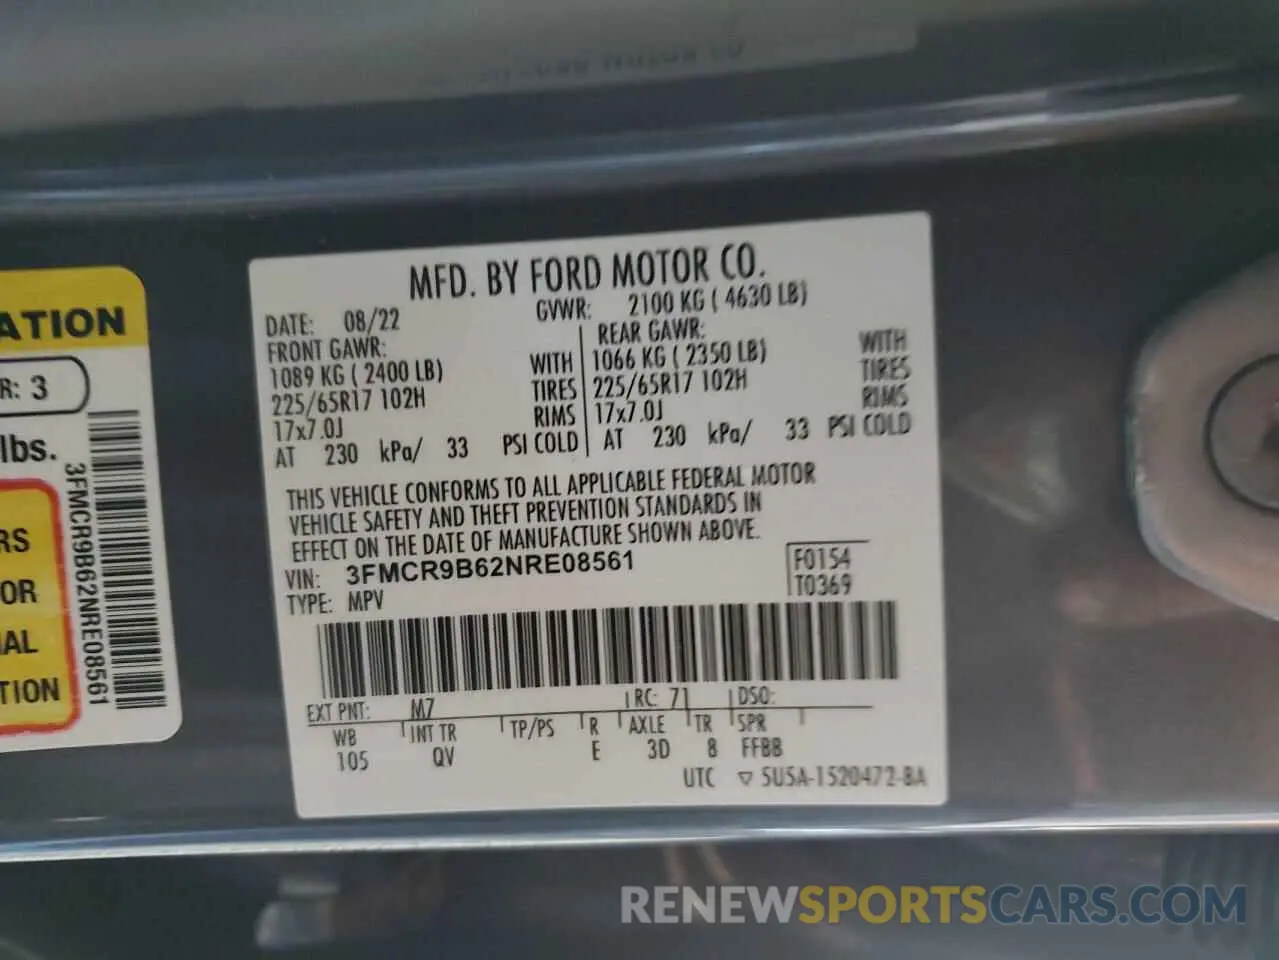 MFD. BY FORD MOTOR CO.
DATE: 08/22 GVWR: 2100 KG ( 4630 LB)
FRONT GAWR: REAR GAWR:
1089 KG ( 2400 LB) WITH 1066 KG ( 2350 LB) WITH
225/65R17 102H TIRES 225/65R17 102H TIRES
17x7.0J RIMS 17x7.0J RIMS
AT 230 kPa/ 33 PSI COLD AT 230 kPa/ 33 PSI COLD
THIS VEHICLE CONFORMS TO ALL APPLICABLE FEDERAL MOTOR
VEHICLE SAFETY AND THEFT PREVENTION STANDARDS IN
EFFECT ON THE DATE OF MANUFACTURE SHOWN ABOVE.
VIN: 3FMCR9B62NRE08561 F0154
TYPE: MPV T0369
EXT PNT: M7 RC: 71 DSO:
WB INT TR TP/PS R AXLE TR SPR
105 QV E 3D 8 FFBB
UTC ▽ 5U5A-1520472-BA
ATION
R: 3
lbs.
3FMCR9B62NRE08561
RS
OR
IAL
TION
RENEWSPORTSCARS.COM